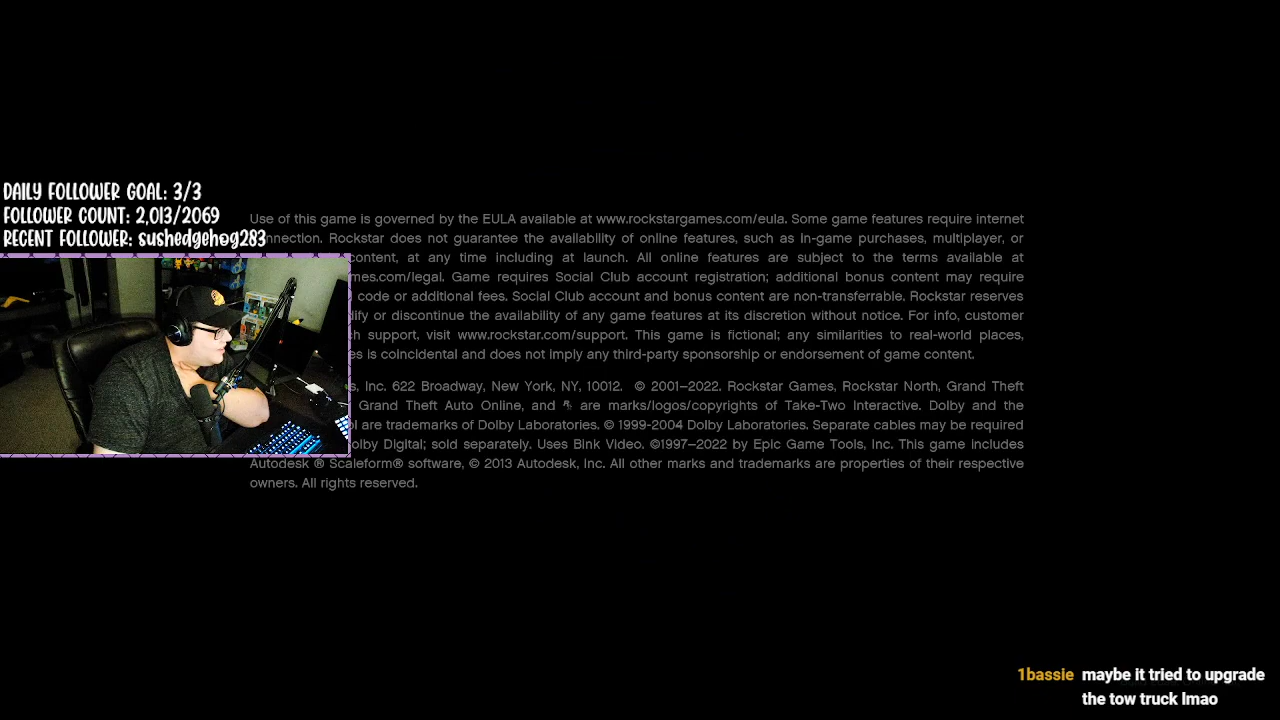 DAILY FOLLOWER GOAL: 3/3
FOLLOWER COUNT: 2,013/2069
RECENT FOLLOWER: sushedgehog283
Use of this game is governed by the EULA available at www.rockstargames.com/eula. Some game features require internet
nnection. Rockstar does not guarantee the availability of online features, such as in-game purchases, multiplayer, or
content, at any time including at launch. All online features are subject to the terms available at
mes.com/legal. Game requires Social Club account registration; additional bonus content may require
code or additional fees. Social Club account and bonus content are non-transferrable. Rockstar reserves
ify or discontinue the availability of any game features at its discretion without notice. For info, customer
h support, visit www.rockstar.com/support. This game is fictional; any similarities to real-world places,
es is coincidental and does not imply any third-party sponsorship or endorsement of game content.
s, Inc. 622 Broadway, New York, NY, 10012. © 2001–2022. Rockstar Games, Rockstar North, Grand Theft
Grand Theft Auto Online, and are marks/logos/copyrights of Take-Two Interactive. Dolby and the
ol are trademarks of Dolby Laboratories. © 1999-2004 Dolby Laboratories. Separate cables may be required
olby Digital; sold separately. Uses Bink Video. ©1997–2022 by Epic Game Tools, Inc. This game includes
Autodesk ® Scaleform® software, © 2013 Autodesk, Inc. All other marks and trademarks are properties of their respective
owners. All rights reserved.
1bassie maybe it tried to upgrade
the tow truck lmao